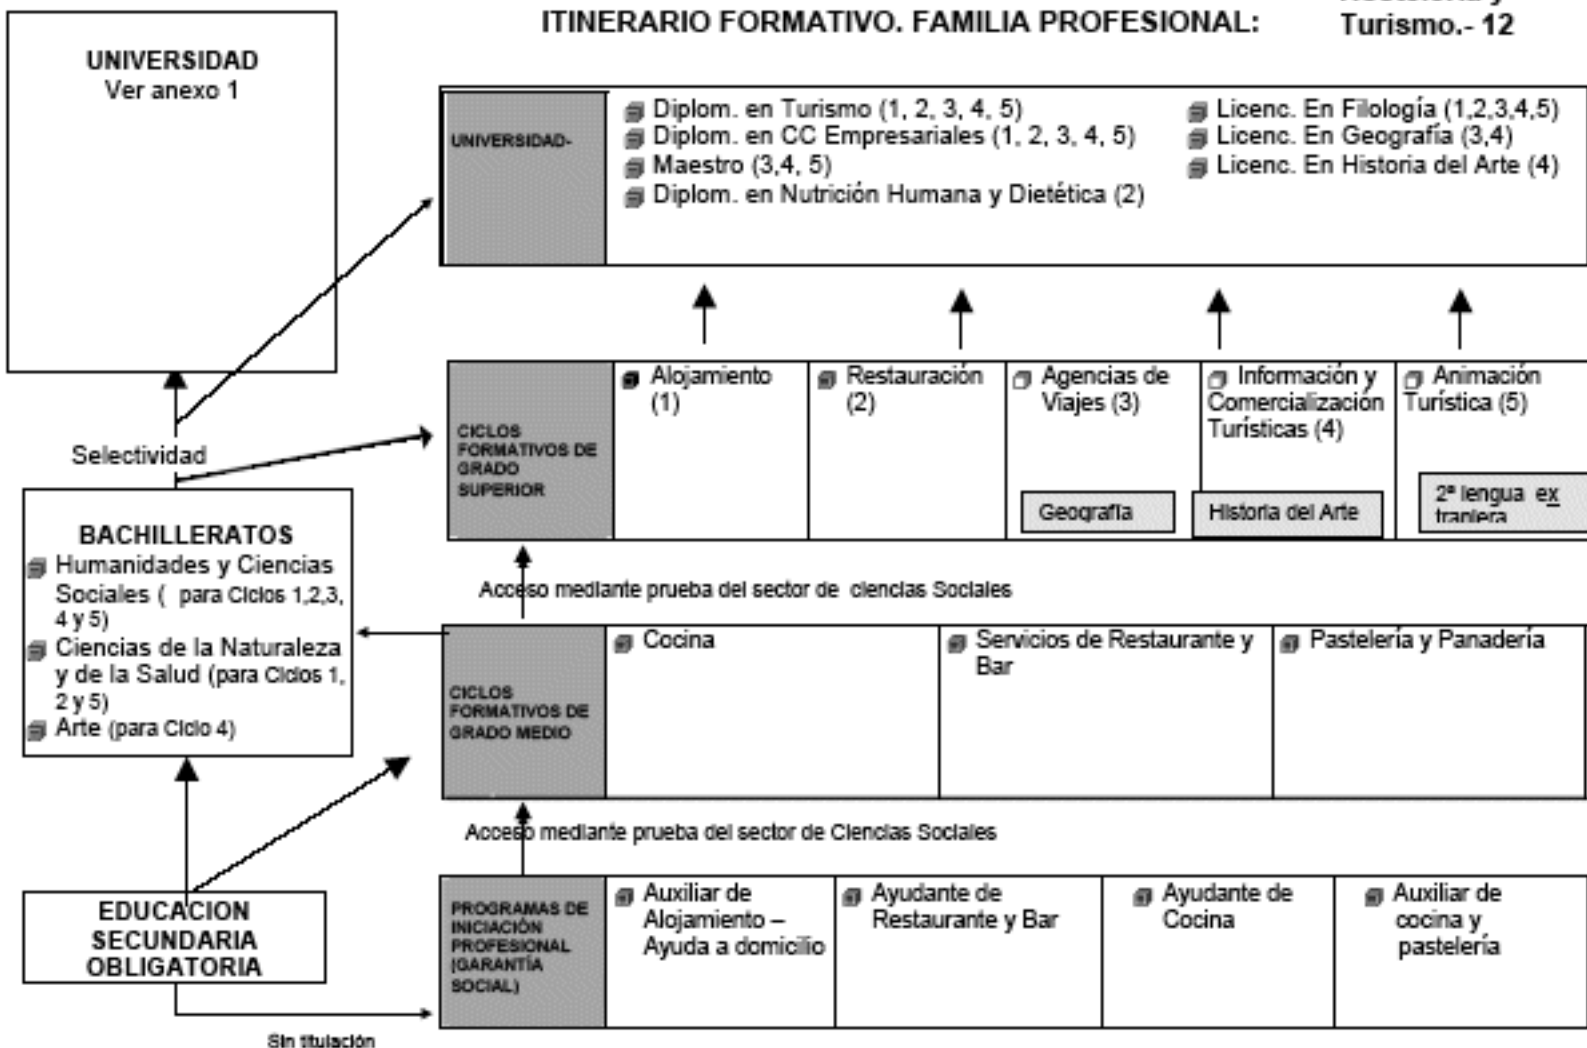 ITINERARIO FORMATIVO. FAMILIA PROFESIONAL:
Turismo.- 12
UNIVERSIDAD
Ver anexo 1
UNIVERSIDAD-
Diplom. en Turismo (1, 2, 3, 4, 5)
Diplom. en CC Empresariales (1, 2, 3, 4, 5)
Maestro (3,4, 5)
Diplom. en Nutrición Humana y Dietética (2)
Licenc. En Filología (1,2,3,4,5)
Licenc. En Geografía (3,4)
Licenc. En Historia del Arte (4)
Selectividad
CICLOS
FORMATIVOS DE
GRADO
SUPERIOR
Alojamiento
(1)
Restauración
(2)
Agencias de
Viajes (3)
Geografía
Información y
Comercialización
Turísticas (4)
Historia del Arte
Animación
Turística (5)
2ª lengua ex
tranjera
BACHILLERATOS
Humanidades y Ciencias
Sociales ( para Ciclos 1,2,3,
4 y 5)
Ciencias de la Naturaleza
y de la Salud (para Ciclos 1,
2 y 5)
Arte (para Ciclo 4)
Acceso mediante prueba del sector de ciencias Sociales
CICLOS
FORMATIVOS DE
GRADO MEDIO
Cocina
Servicios de Restaurante y
Bar
Pastelería y Panadería
Acceso mediante prueba del sector de Ciencias Sociales
EDUCACION
SECUNDARIA
OBLIGATORIA
Sin titulación
PROGRAMAS DE
INICIACIÓN
PROFESIONAL
(GARANTÍA
SOCIAL)
Auxiliar de
Alojamiento –
Ayuda a domicilio
Ayudante de
Restaurante y Bar
Ayudante de
Cocina
Auxiliar de
cocina y
pastelería